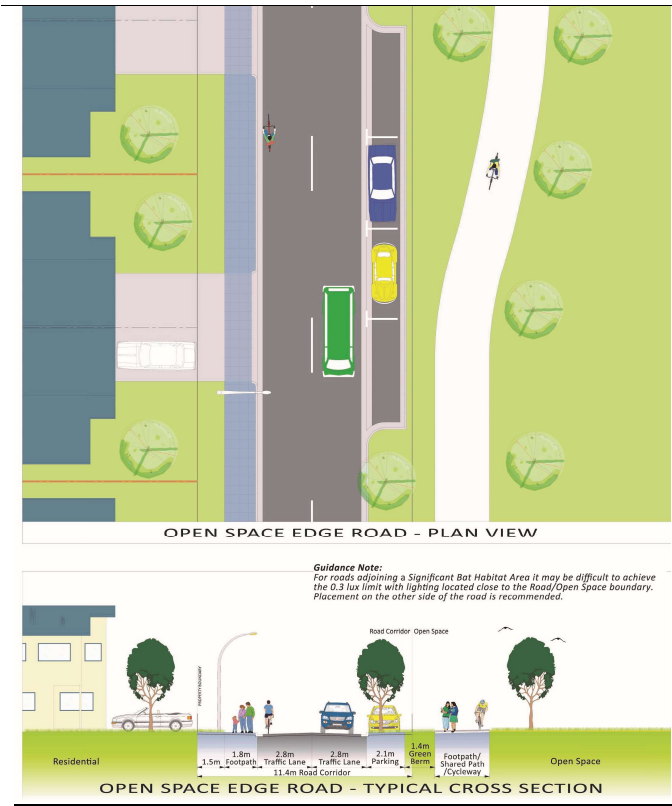 OPEN SPACE EDGE ROAD - PLAN VIEW
Guidance Note:
For roads adjoining a Significant Bat Habitat Area it may be difficult to achieve
the 0.3 lux limit with lighting located close to the Road/Open Space boundary.
Placement on the other side of the road is recommended.
Road Corridor Open Space
PROPERTY BOUNDARY
Residential
1.5m
1.8m
Footpath
2.8m
Traffic Lane
2.8m
Traffic Lane
2.1m
Parking
1.4m
Green
Berm
Footpath/
Shared Path
/Cycleway
Open Space
11.4m Road Corridor
OPEN SPACE EDGE ROAD - TYPICAL CROSS SECTION